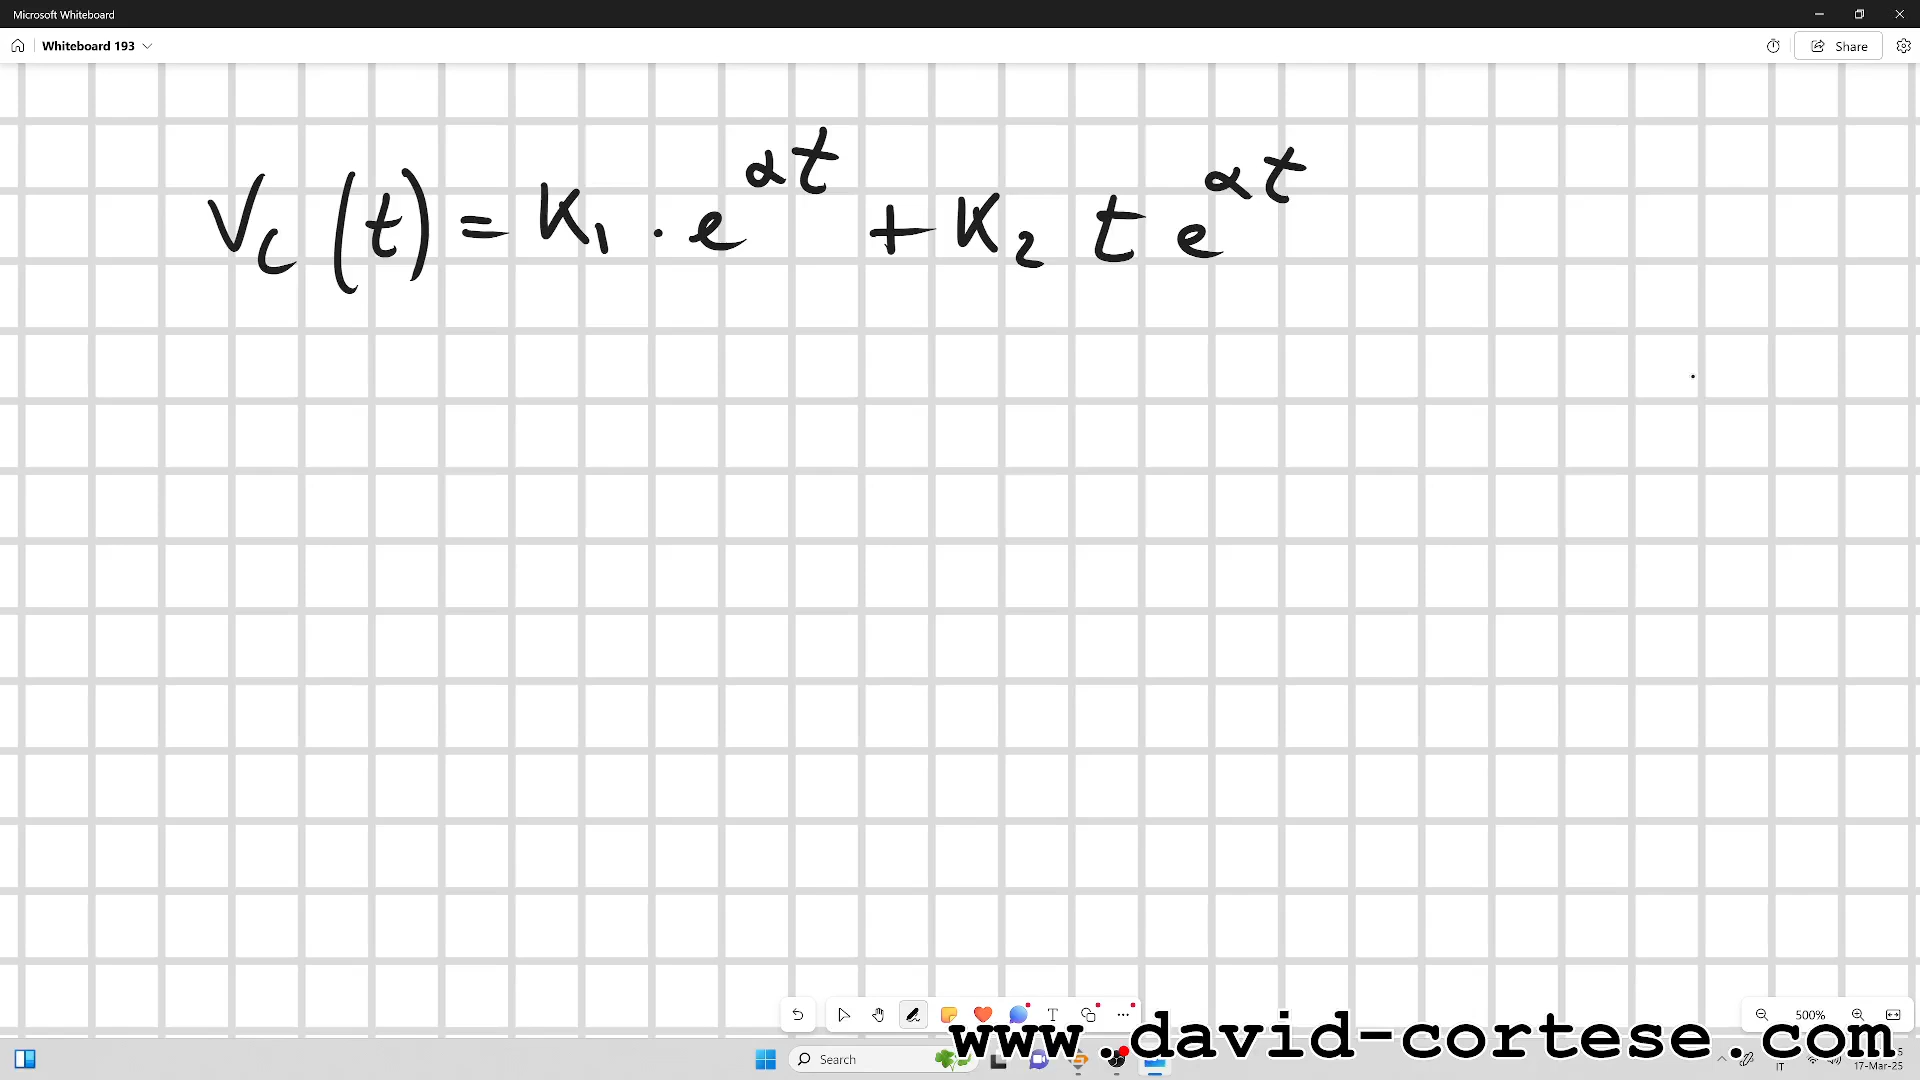 Microsoft Whiteboard
Whiteboard 193
Share
Vc (t) = K₁ · e^αt + K₂ t e^αt
500%
Search
www.david-cortese.com
IT
17-Mar-25